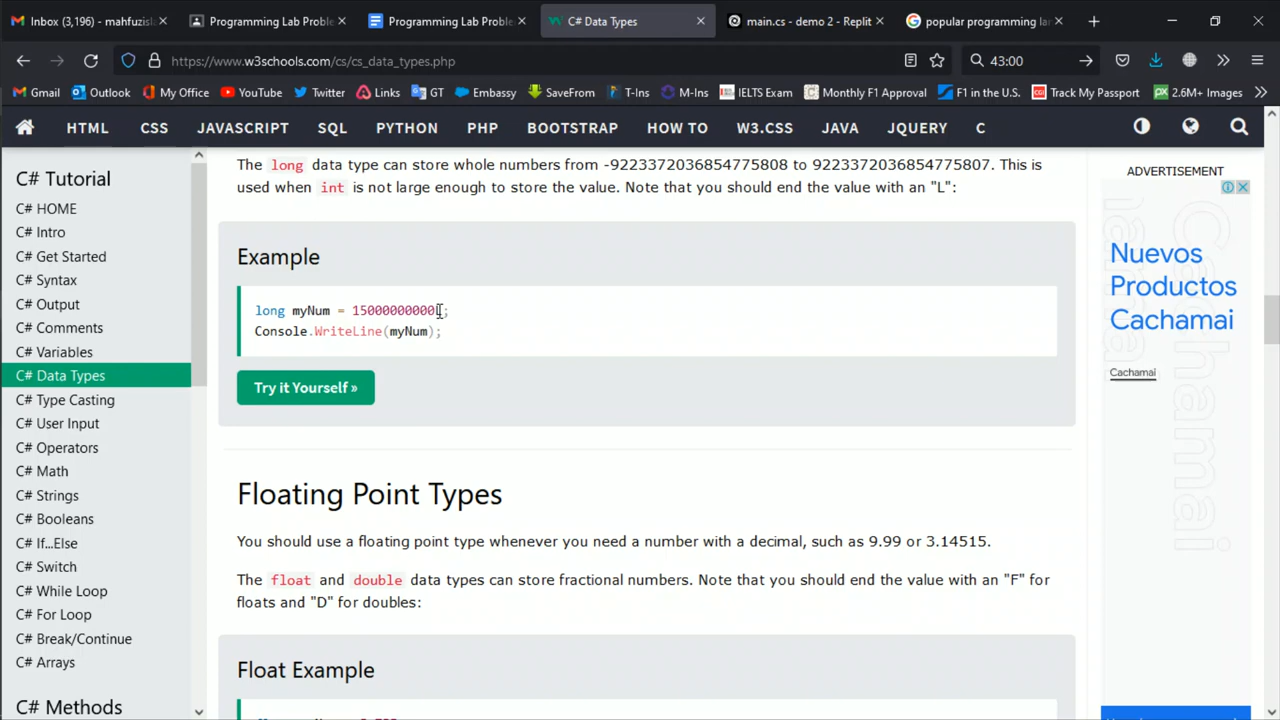 Inbox (3,196) - mahfuzisla
Programming Lab Proble
Programming Lab Proble
C# Data Types
main.cs - demo 2 - Replit
popular programming la
https://www.w3schools.com/cs/cs_data_types.php
43:00
Gmail
Outlook
My Office
YouTube
Twitter
Links
GT
Embassy
SaveFrom
T-Ins
M-Ins
IELTS Exam
Monthly F1 Approval
F1 in the U.S.
Track My Passport
2.6M+ Images
HTML
CSS
JAVASCRIPT
SQL
PYTHON
PHP
BOOTSTRAP
HOW TO
W3.CSS
JAVA
JQUERY
C
C# Tutorial
C# HOME
C# Intro
C# Get Started
C# Syntax
C# Output
C# Comments
C# Variables
C# Data Types
C# Type Casting
C# User Input
C# Operators
C# Math
C# Strings
C# Booleans
C# If...Else
C# Switch
C# While Loop
C# For Loop
C# Break/Continue
C# Arrays
C# Methods
The long data type can store whole numbers from -9223372036854775808 to 9223372036854775807. This is
used when int is not large enough to store the value. Note that you should end the value with an "L":
Example
long myNum = 15000000000;
Console.WriteLine(myNum);
Try it Yourself »
Floating Point Types
You should use a floating point type whenever you need a number with a decimal, such as 9.99 or 3.14515.
The float and double data types can store fractional numbers. Note that you should end the value with an "F" for
floats and "D" for doubles:
Float Example
ADVERTISEMENT
Nuevos
Productos
Cachamai
Cachamai